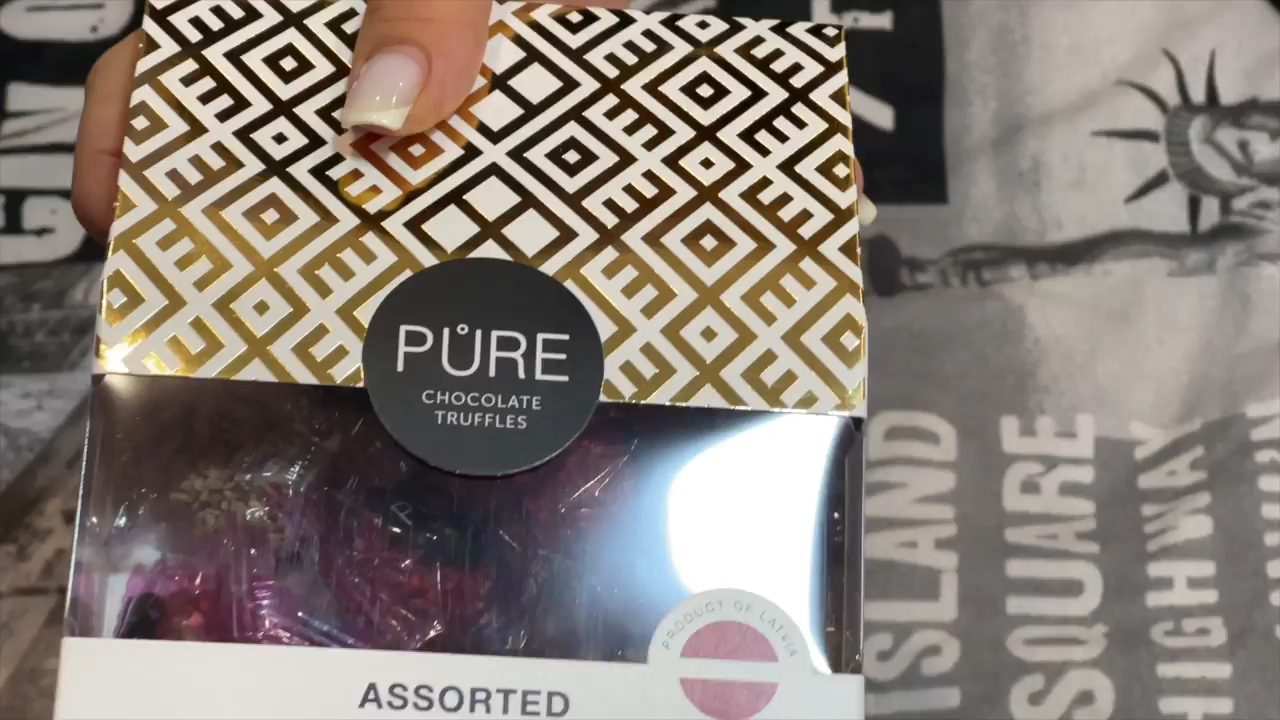 PŮRE
CHOCOLATE
TRUFFLES
PRODUCT OF LATVIA
ASSORTED
ISLAND
SQUARE
HIGHWAY